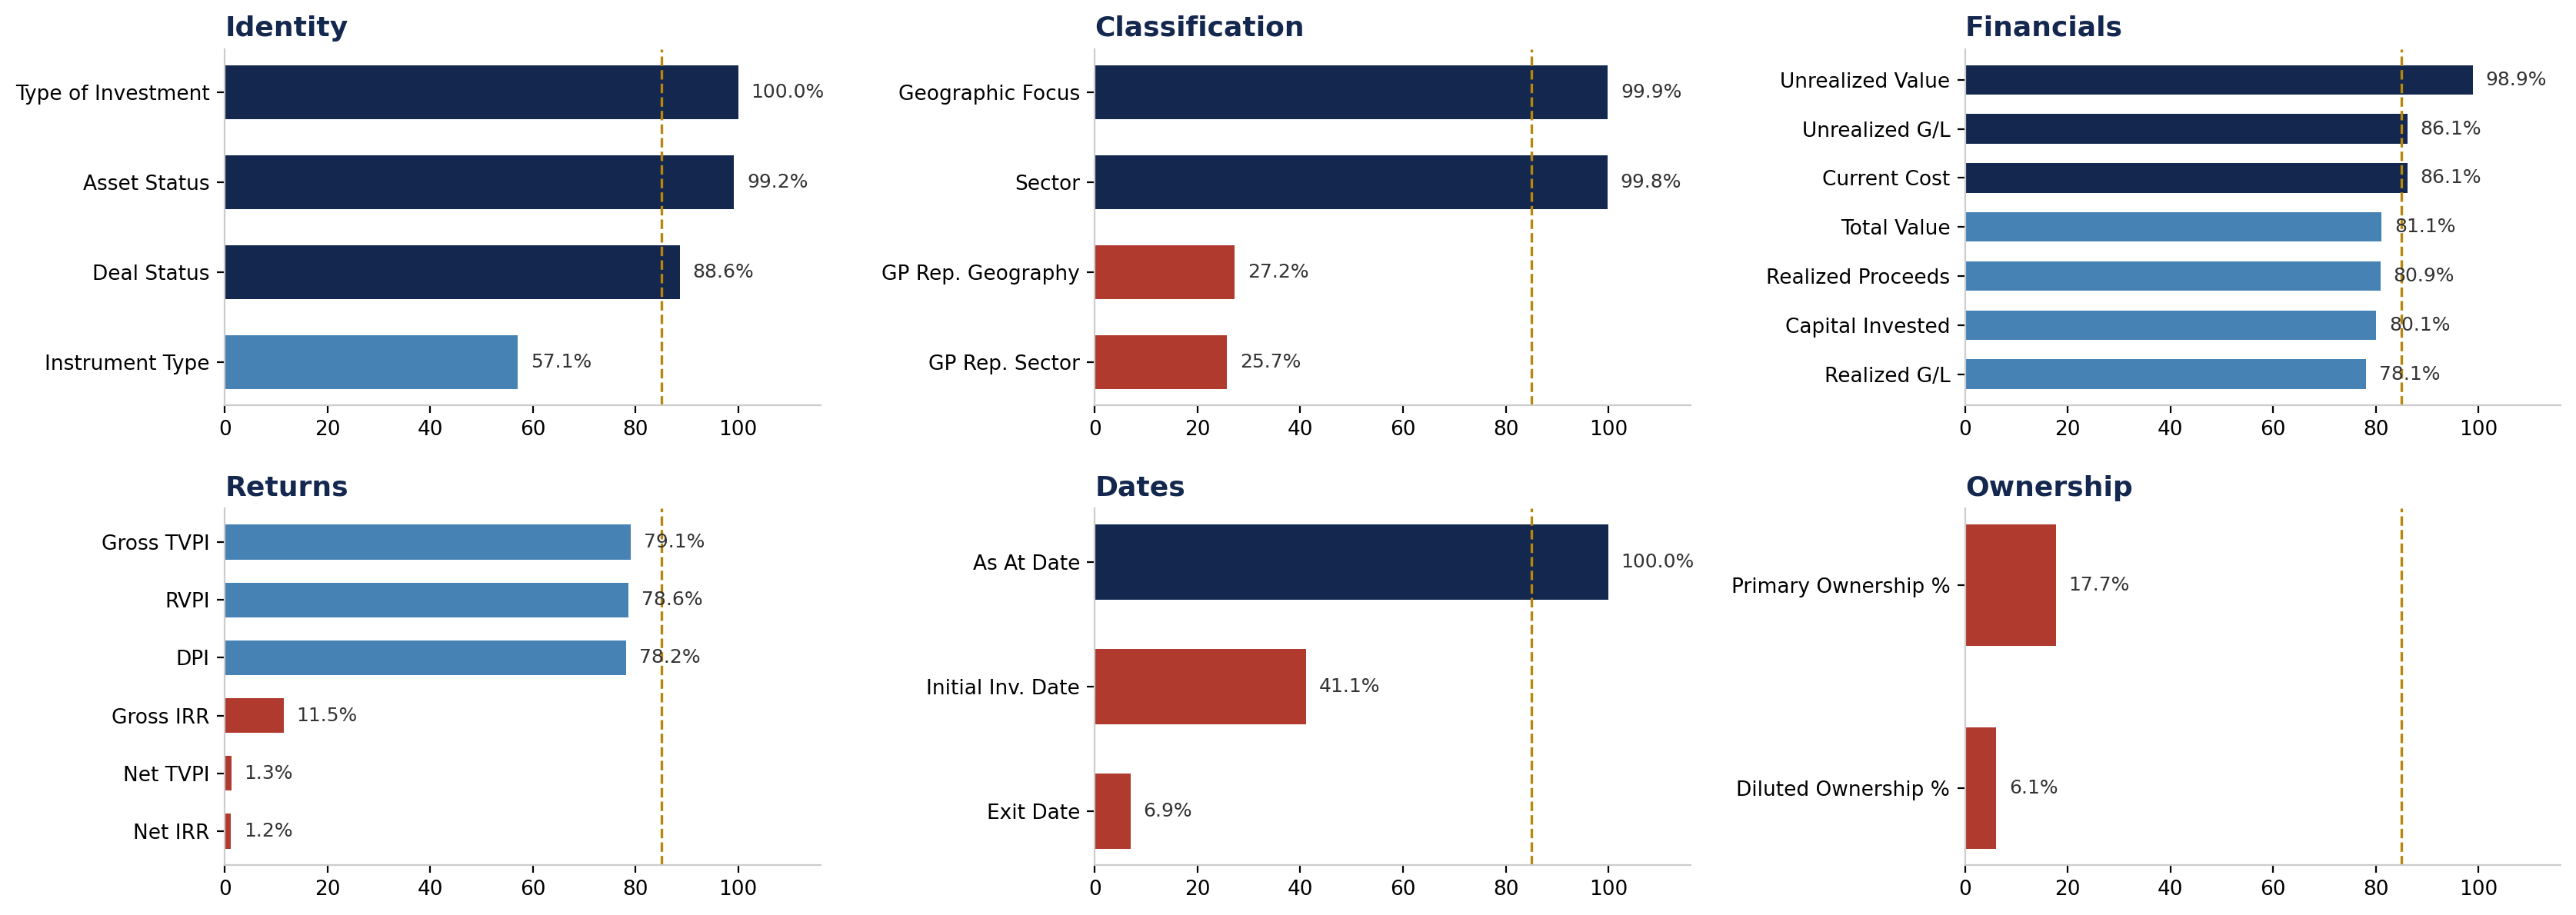 Identity
Type of Investment
100.0%
Asset Status
99.2%
Deal Status
88.6%
Instrument Type
57.1%
0 20 40 60 80 100
Classification
Geographic Focus
99.9%
Sector
99.8%
GP Rep. Geography
27.2%
GP Rep. Sector
25.7%
0 20 40 60 80 100
Financials
Unrealized Value
98.9%
Unrealized G/L
86.1%
Current Cost
86.1%
Total Value
81.1%
Realized Proceeds
80.9%
Capital Invested
80.1%
Realized G/L
78.1%
0 20 40 60 80 100
Returns
Gross TVPI
79.1%
RVPI
78.6%
DPI
78.2%
Gross IRR
11.5%
Net TVPI
1.3%
Net IRR
1.2%
0 20 40 60 80 100
Dates
As At Date
100.0%
Initial Inv. Date
41.1%
Exit Date
6.9%
0 20 40 60 80 100
Ownership
Primary Ownership %
17.7%
Diluted Ownership %
6.1%
0 20 40 60 80 100